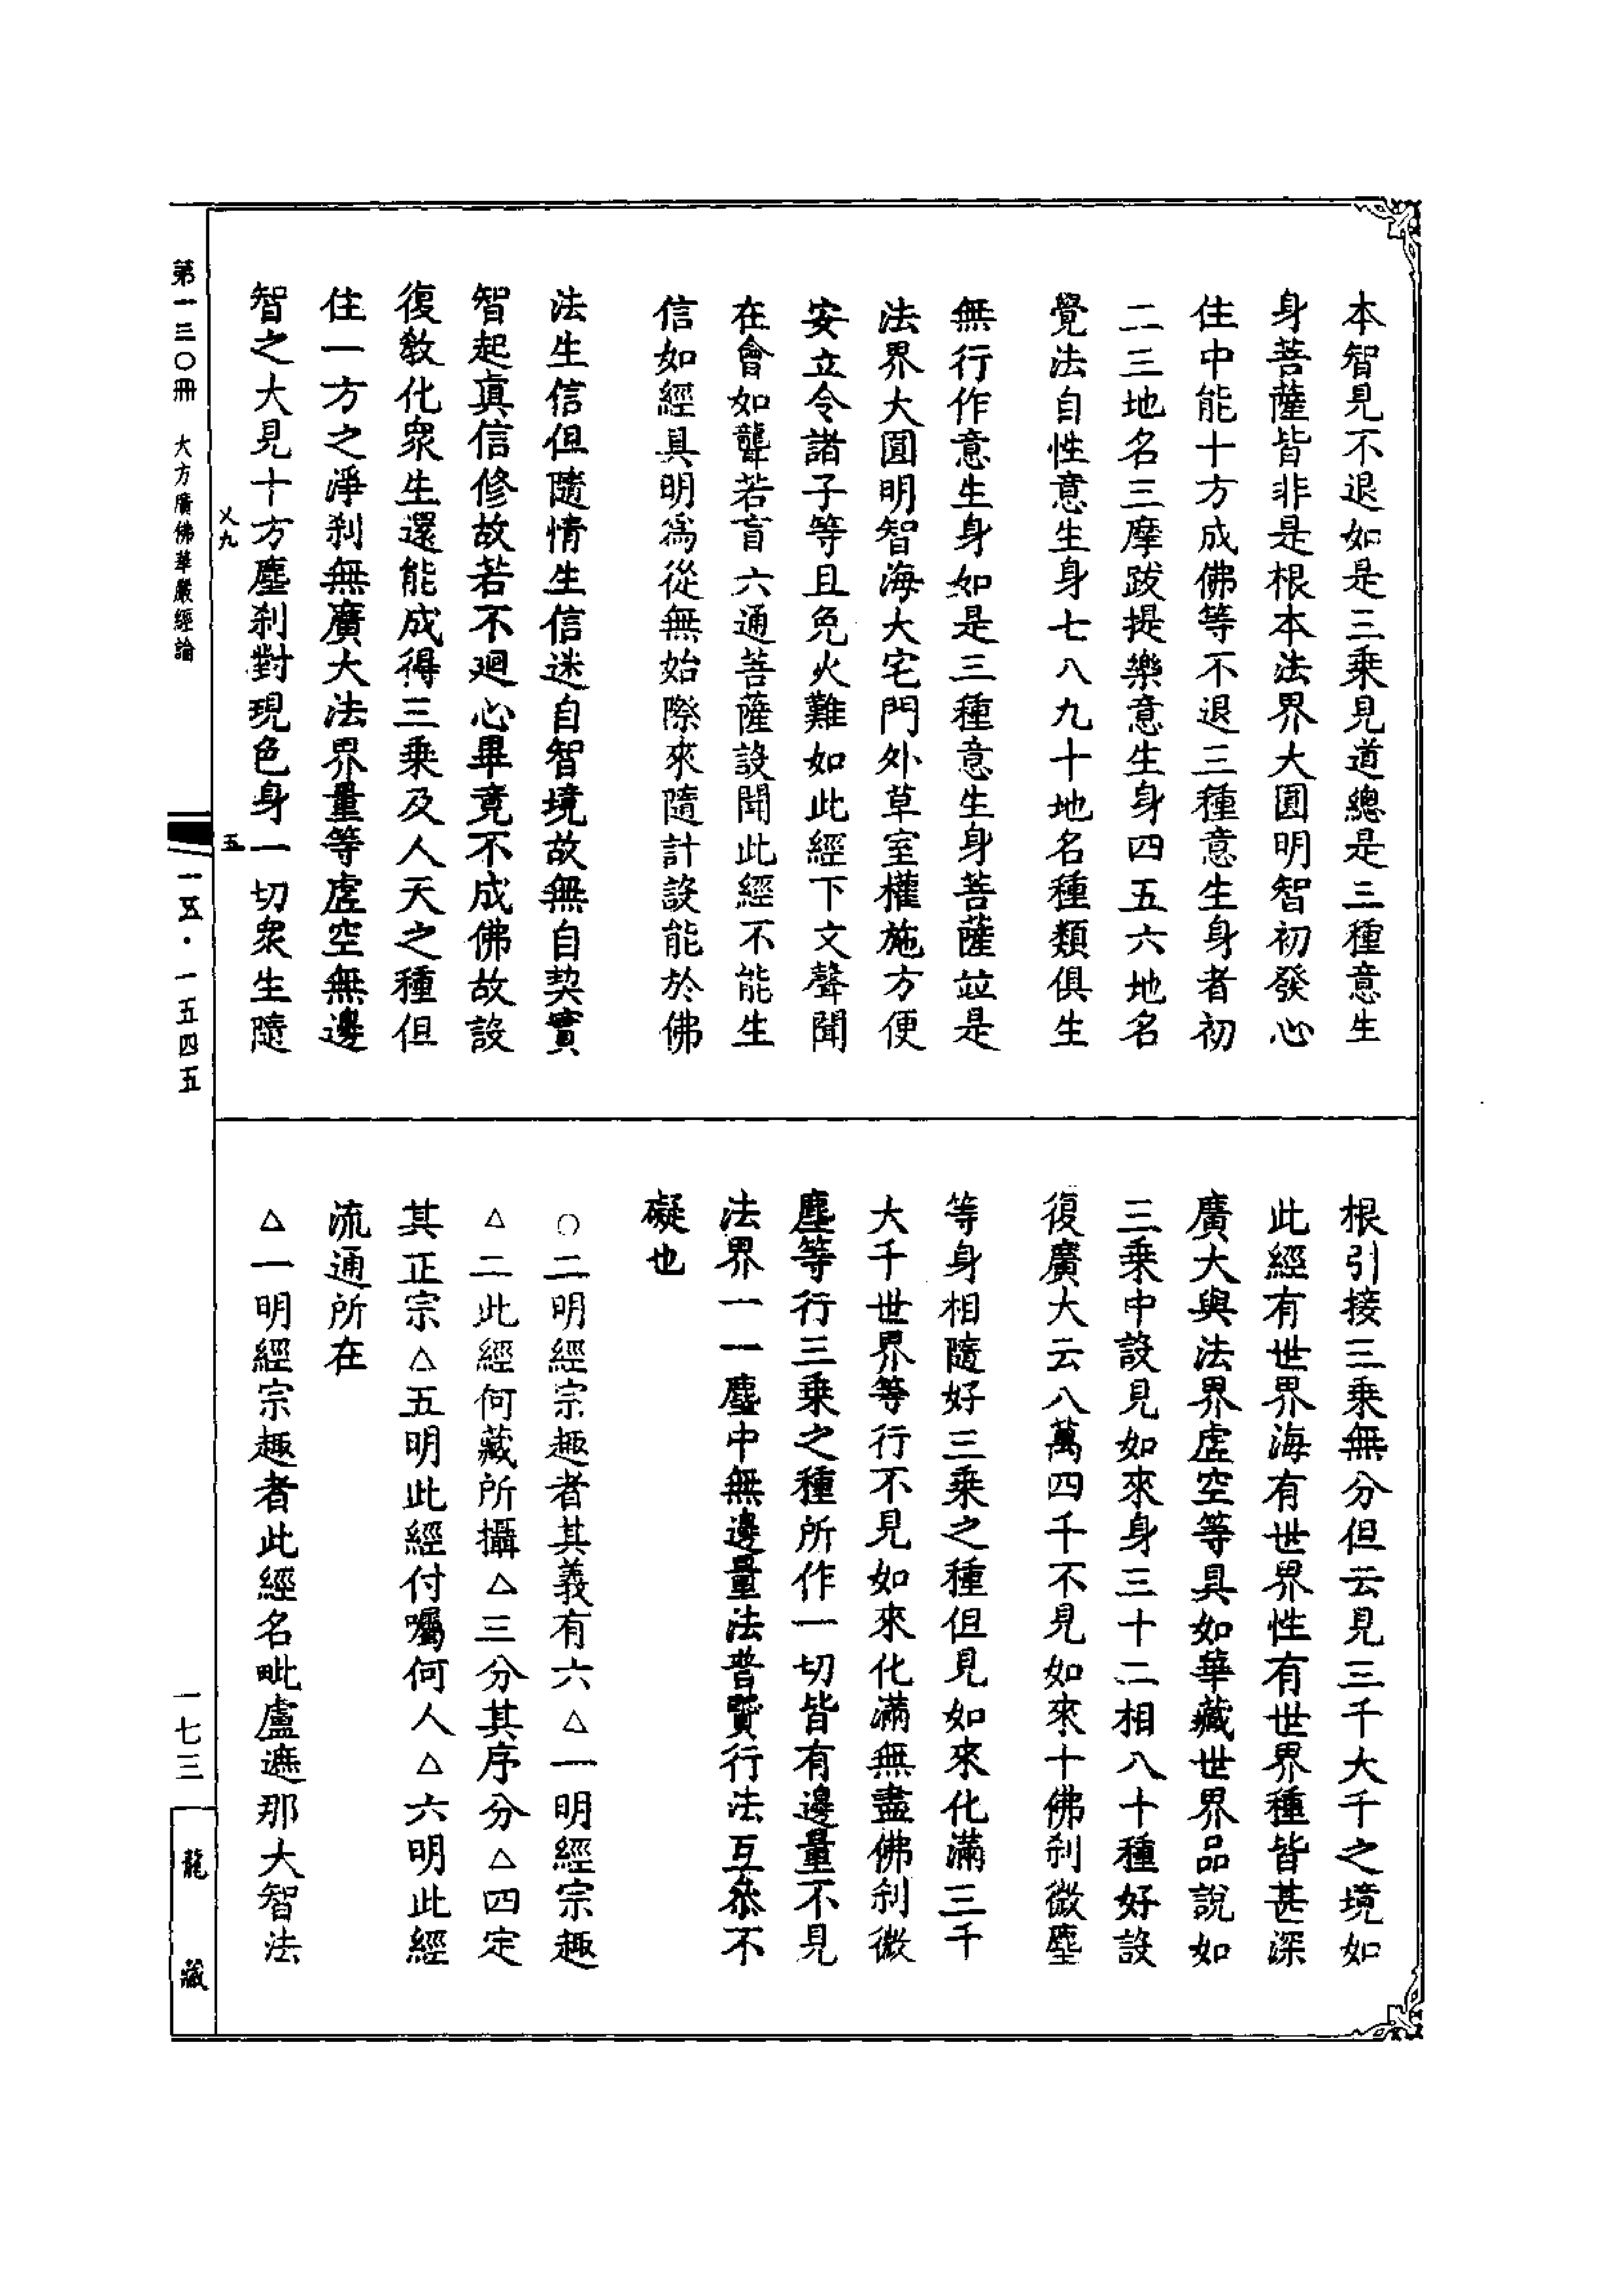 本智見不退如是三乘見道總是三種意生
身菩薩皆非是根本法界大圓明智初發心
住中能十方成佛等不退三種意生身者初
二三地名三摩跋提樂意生身四五六地名
覺法自性意生身七八九十地名種類俱生
無行作意生身如是三種意生身菩薩竝是
法界大圓明智海大宅門外草室權施方便
安立令諸子等且免火難如此經下文聲聞
在會如聾若盲六通菩薩設聞此經不能生
信如經具明爲從無始際來隨計設能於佛
法生信但隨情生信迷自智境故無自契實
智起眞信修故若不廻心畢竟不成佛故設
復教化衆生還能成得三乘及人天之種但
住一方之淨刹無廣大法界量等虛空無邊
智之大見十方塵刹對現色身一切衆生隨
根引接三乘無分但云見三千大千之境如
此經有世界海有世界性有世界種皆甚深
廣大與法界虛空等具如華藏世界品說如
三乘中設見如來身三十二相八十種好設
復廣大云八萬四千不見如來十佛刹微塵
等身相隨好三乘之種但見如來化滿三千
大千世界等行不見如來化滿無盡佛刹微
塵等行三乘之種所作一切皆有邊量不見
法界一一塵中無邊量法普賢行法互叅不
礙也
○二明經宗趣者其義有六△一明經宗趣
△二此經何藏所攝△三分其序分△四定
其正宗△五明此經付囑何人△六明此經
流通所在
△一明經宗趣者此經名毗盧遮那大智法
乂九
五
第一三〇冊 大方廣佛華嚴經論
一五·一五四五
一七三
龍藏